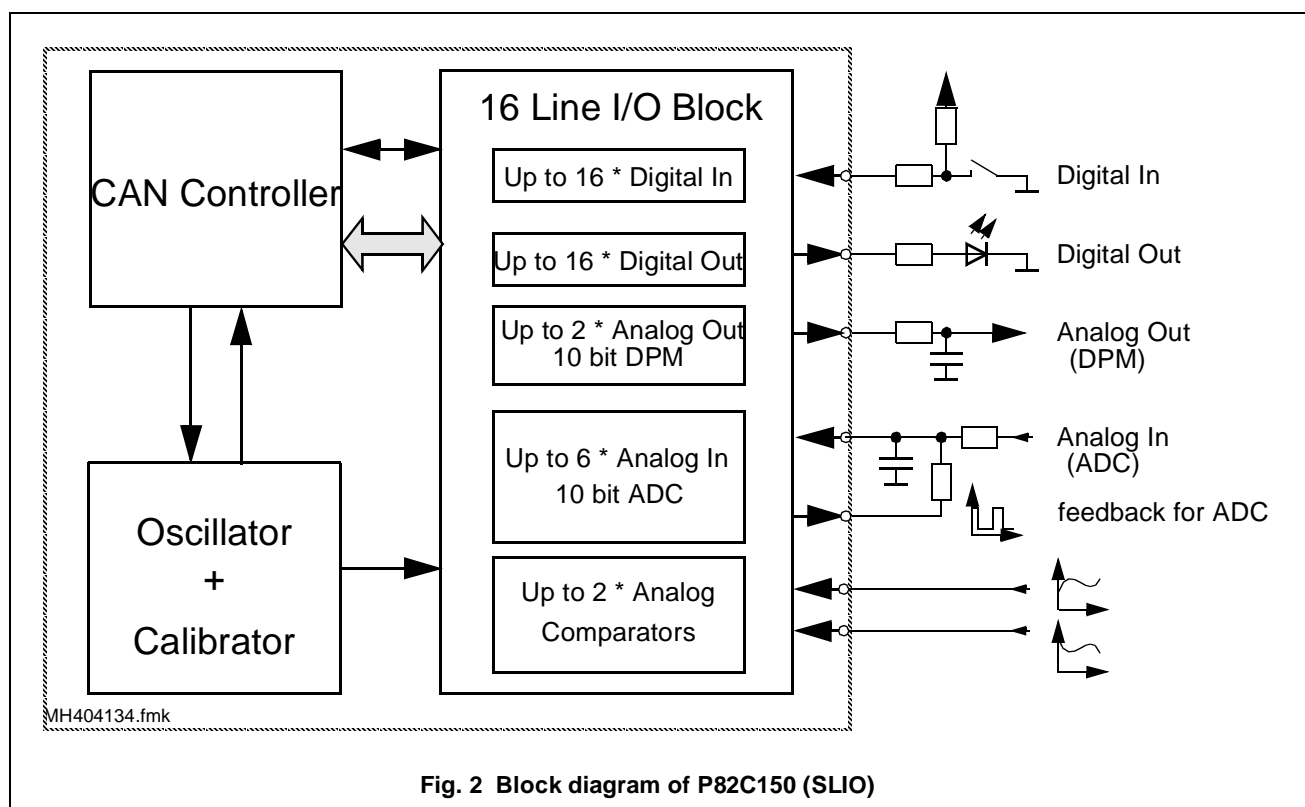 16 Line I/O Block
CAN Controller
Up to 16 * Digital In
Digital In
Up to 16 * Digital Out
Digital Out
Up to 2 * Analog Out
10 bit DPM
Analog Out
(DPM)
Up to 6 * Analog In
10 bit ADC
Analog In
(ADC)
feedback for ADC
Oscillator
+
Calibrator
Up to 2 * Analog
Comparators
MH404134.fmk
Fig. 2 Block diagram of P82C150 (SLIO)